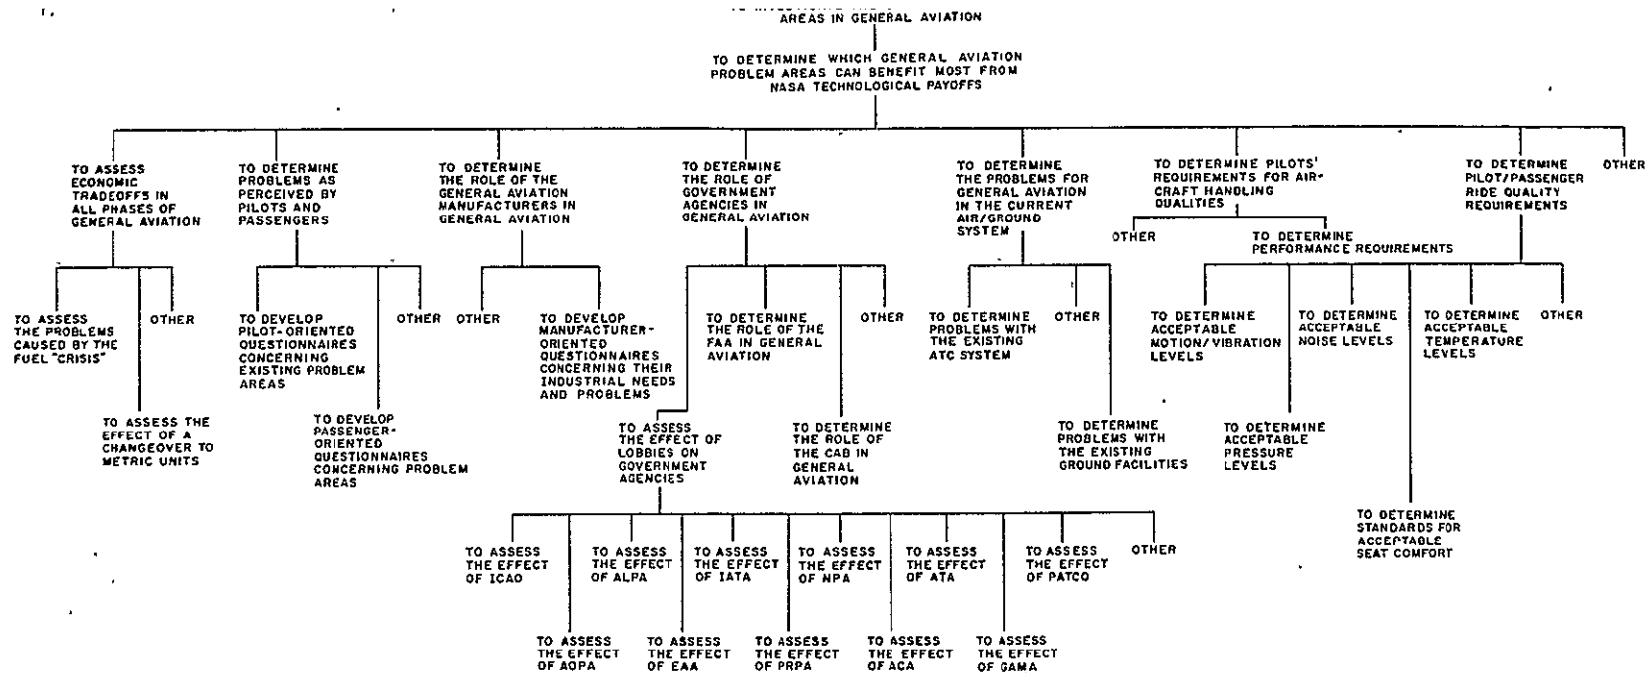 AREAS IN GENERAL AVIATION
TO DETERMINE WHICH GENERAL AVIATION
PROBLEM AREAS CAN BENEFIT MOST FROM
NASA TECHNOLOGICAL PAYOFFS
TO ASSESS
ECONOMIC
TRADEOFFS IN
ALL PHASES OF
GENERAL AVIATION
TO DETERMINE
PROBLEMS AS
PERCEIVED BY
PILOTS AND
PASSENGERS
TO DETERMINE
THE ROLE OF THE
GENERAL AVIATION
MANUFACTURERS IN
GENERAL AVIATION
TO DETERMINE
THE ROLE OF
GOVERNMENT
AGENCIES IN
GENERAL AVIATION
TO DETERMINE
THE PROBLEMS FOR
GENERAL AVIATION
IN THE CURRENT
AIR/GROUND
SYSTEM
TO DETERMINE PILOTS'
REQUIREMENTS FOR AIR-
CRAFT HANDLING
QUALITIES
TO DETERMINE
PILOT/PASSENGER
RIDE QUALITY
REQUIREMENTS
OTHER
OTHER
TO DETERMINE
PERFORMANCE REQUIREMENTS
TO ASSESS
THE PROBLEMS
CAUSED BY THE
FUEL "CRISIS"
OTHER
TO DEVELOP
PILOT-ORIENTED
QUESTIONNAIRES
CONCERNING
EXISTING PROBLEM
AREAS
OTHER
OTHER
TO DEVELOP
MANUFACTURER-
ORIENTED
QUESTIONNAIRES
CONCERNING THEIR
INDUSTRIAL NEEDS
AND PROBLEMS
TO DETERMINE
THE ROLE OF THE
FAA IN GENERAL
AVIATION
OTHER
TO DETERMINE
PROBLEMS WITH
THE EXISTING
ATC SYSTEM
OTHER
TO DETERMINE
ACCEPTABLE
MOTION/VIBRATION
LEVELS
TO DETERMINE
ACCEPTABLE
NOISE LEVELS
TO DETERMINE
ACCEPTABLE
TEMPERATURE
LEVELS
OTHER
TO ASSESS THE
EFFECT OF A
CHANGEOVER TO
METRIC UNITS
TO DEVELOP
PASSENGER-
ORIENTED
QUESTIONNAIRES
CONCERNING PROBLEM
AREAS
TO ASSESS
THE EFFECT OF
LOBBIES ON
GOVERNMENT
AGENCIES
TO DETERMINE
THE ROLE OF
THE CAB IN
GENERAL
AVIATION
TO DETERMINE
PROBLEMS WITH
THE EXISTING
GROUND FACILITIES
TO DETERMINE
ACCEPTABLE
PRESSURE
LEVELS
TO DETERMINE
STANDARDS FOR
ACCEPTABLE
SEAT COMFORT
TO ASSESS
THE EFFECT
OF ICAO
TO ASSESS
THE EFFECT
OF ALPA
TO ASSESS
THE EFFECT
OF IATA
TO ASSESS
THE EFFECT
OF NPA
TO ASSESS
THE EFFECT
OF ATA
TO ASSESS
THE EFFECT
OF PATCO
OTHER
TO ASSESS
THE EFFECT
OF AOPA
TO ASSESS
THE EFFECT
OF EAA
TO ASSESS
THE EFFECT
OF PRPA
TO ASSESS
THE EFFECT
OF ACA
TO ASSESS
THE EFFECT
OF GAMA